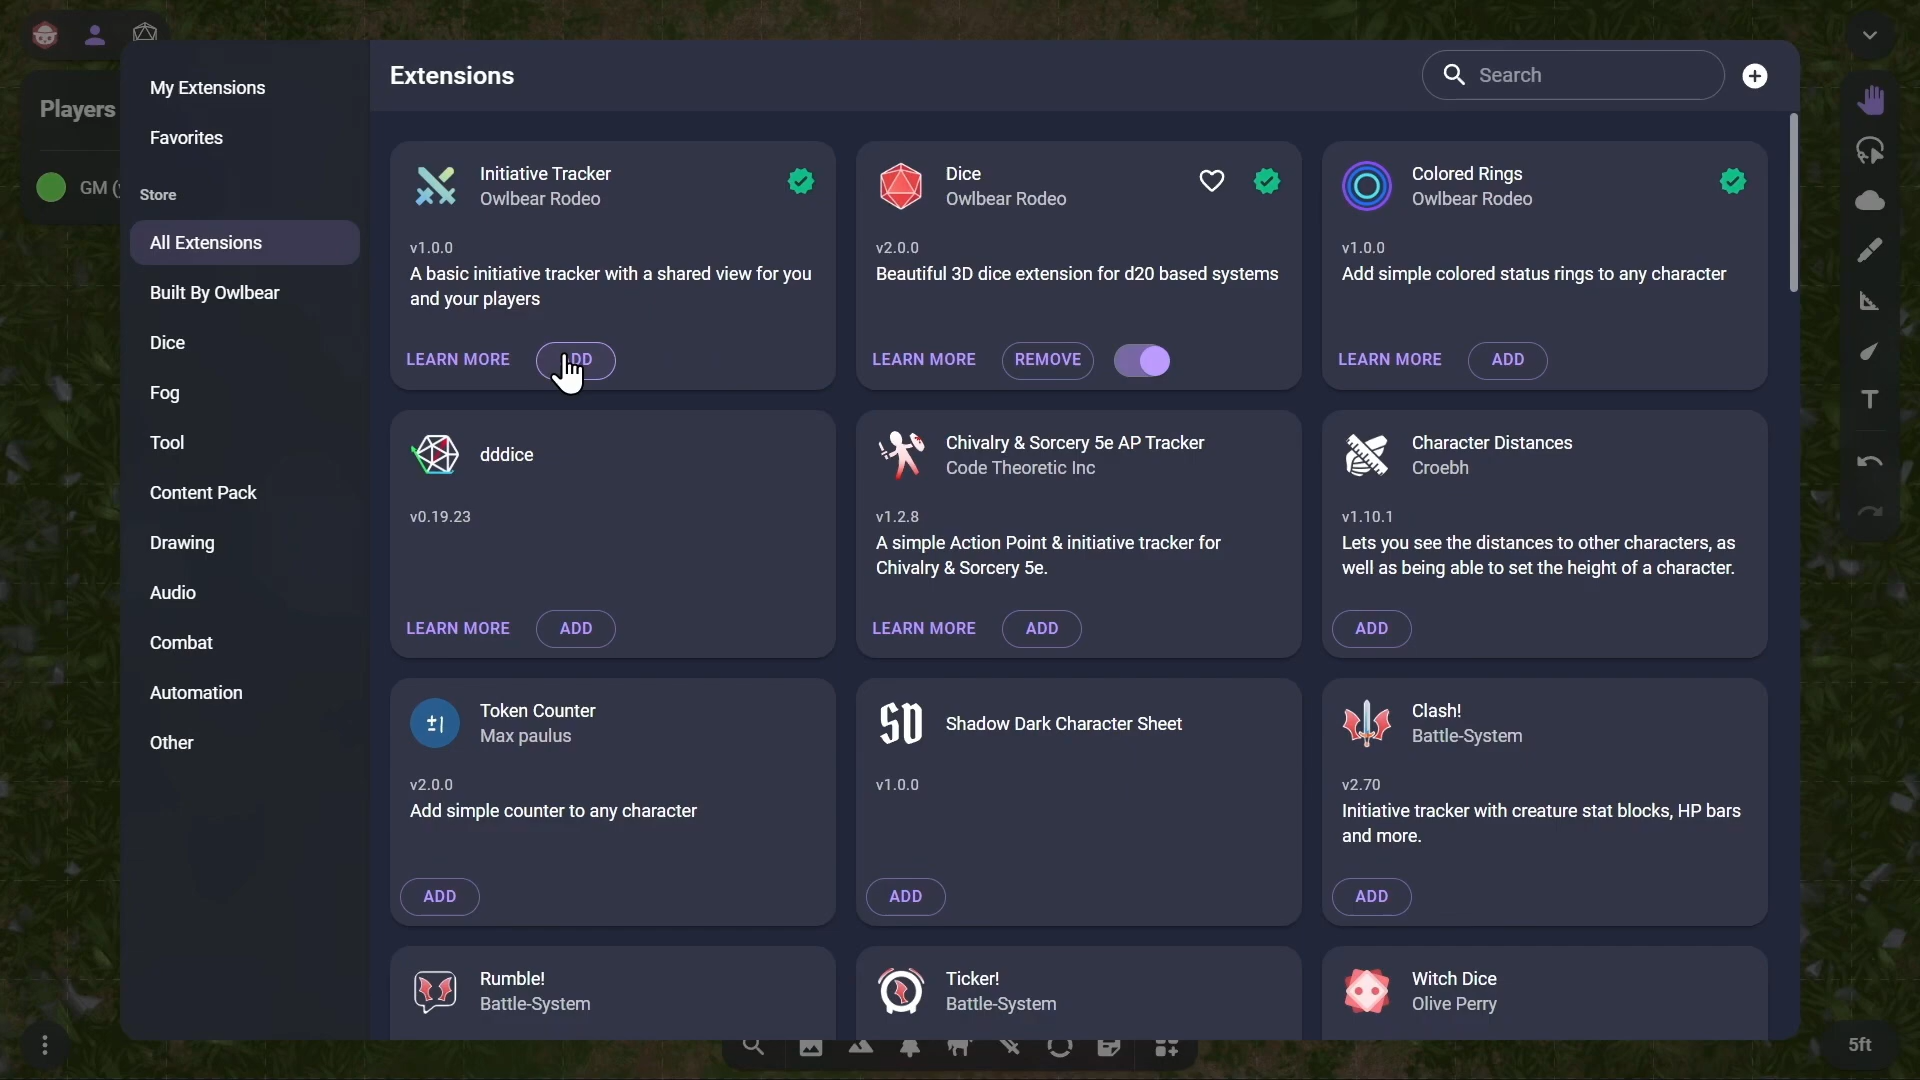 Players
GM (
My Extensions
Favorites
Store
All Extensions
Built By Owlbear
Dice
Fog
Tool
Content Pack
Drawing
Audio
Combat
Automation
Other
Extensions
Search
Initiative Tracker
Owlbear Rodeo
v1.0.0
A basic initiative tracker with a shared view for you
and your players
LEARN MORE
Dice
Owlbear Rodeo
v2.0.0
Beautiful 3D dice extension for d20 based systems
LEARN MORE REMOVE
Colored Rings
Owlbear Rodeo
v1.0.0
Add simple colored status rings to any character
LEARN MORE ADD
dddice
v0.19.23
LEARN MORE ADD
Chivalry & Sorcery 5e AP Tracker
Code Theoretic Inc
v1.2.8
A simple Action Point & initiative tracker for
Chivalry & Sorcery 5e.
LEARN MORE ADD
Character Distances
Croebh
v1.10.1
Lets you see the distances to other characters, as
well as being able to set the height of a character.
ADD
±1
Token Counter
Max paulus
v2.0.0
Add simple counter to any character
ADD
SD
Shadow Dark Character Sheet
v1.0.0
ADD
Clash!
Battle-System
v2.70
Initiative tracker with creature stat blocks, HP bars
and more.
ADD
Rumble!
Battle-System
Ticker!
Battle-System
Witch Dice
Olive Perry
T
5ft